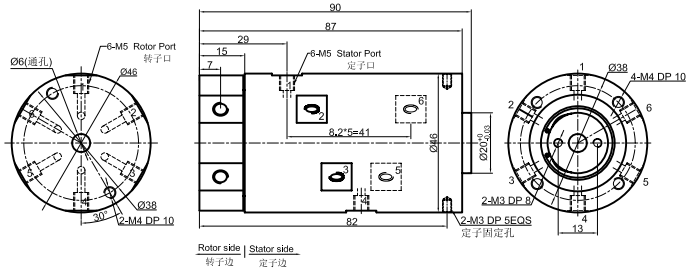 90
87
29
15
7
6-M5 Rotor Port
转子口
Ø6(通孔)
Ø46
6-M5 Stator Port
定子口
Ø38
4-M4 DP 10
1
2
6
2
6
1
2
8.2*5=41
Ø46
Ø20+0-0.03
3
5
3
5
4
5
3
4
4
Ø38
30°
2-M4 DP 10
82
2-M3 DP 8
2-M3 DP 5EQS
定子固定孔
13
Rotor side
Stator side
转子边
定子边